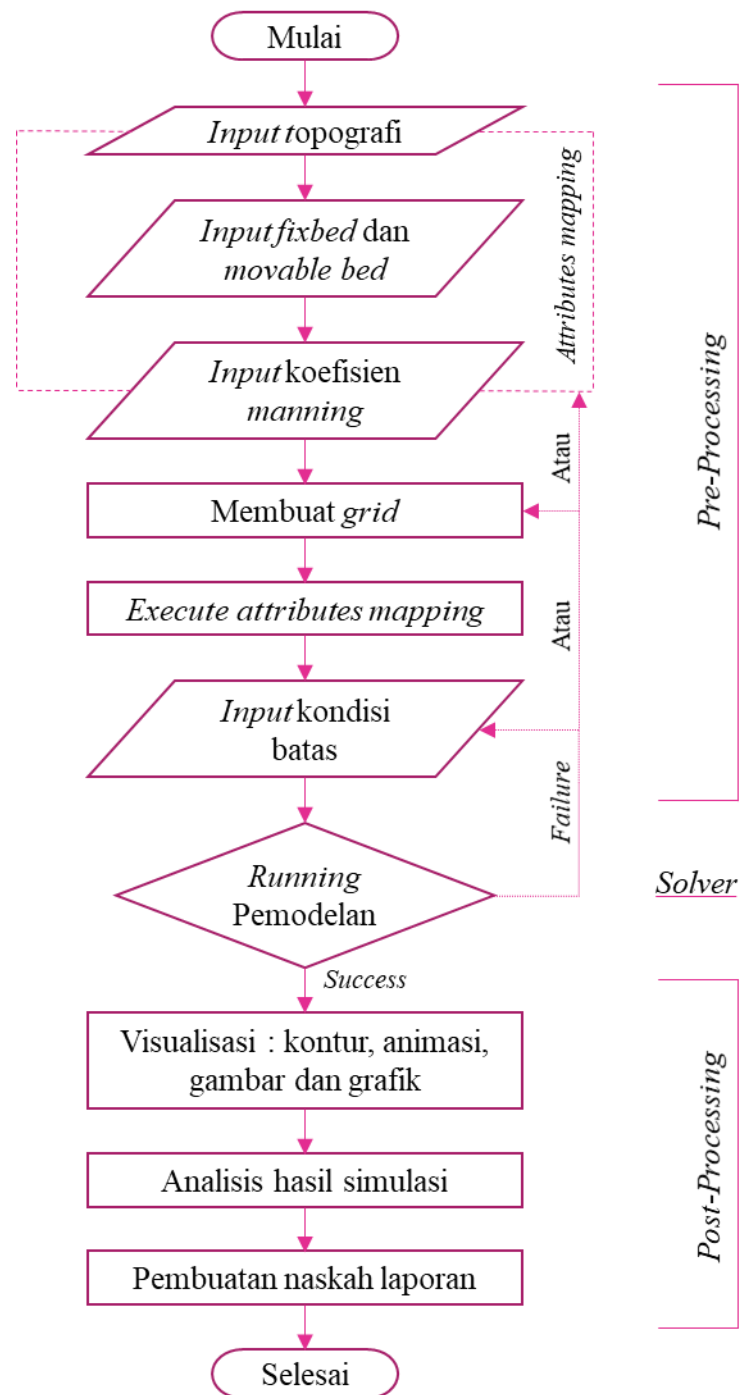 Mulai
Input topografi
Input fixbed dan
movable bed
Attributes mapping
Input koefisien
manning
Atau
Membuat grid
Execute attributes mapping
Atau
Input kondisi
batas
Failure
Pre-Processing
Running
Pemodelan
Solver
Success
Visualisasi : kontur, animasi,
gambar dan grafik
Analisis hasil simulasi
Pembuatan naskah laporan
Post-Processing
Selesai